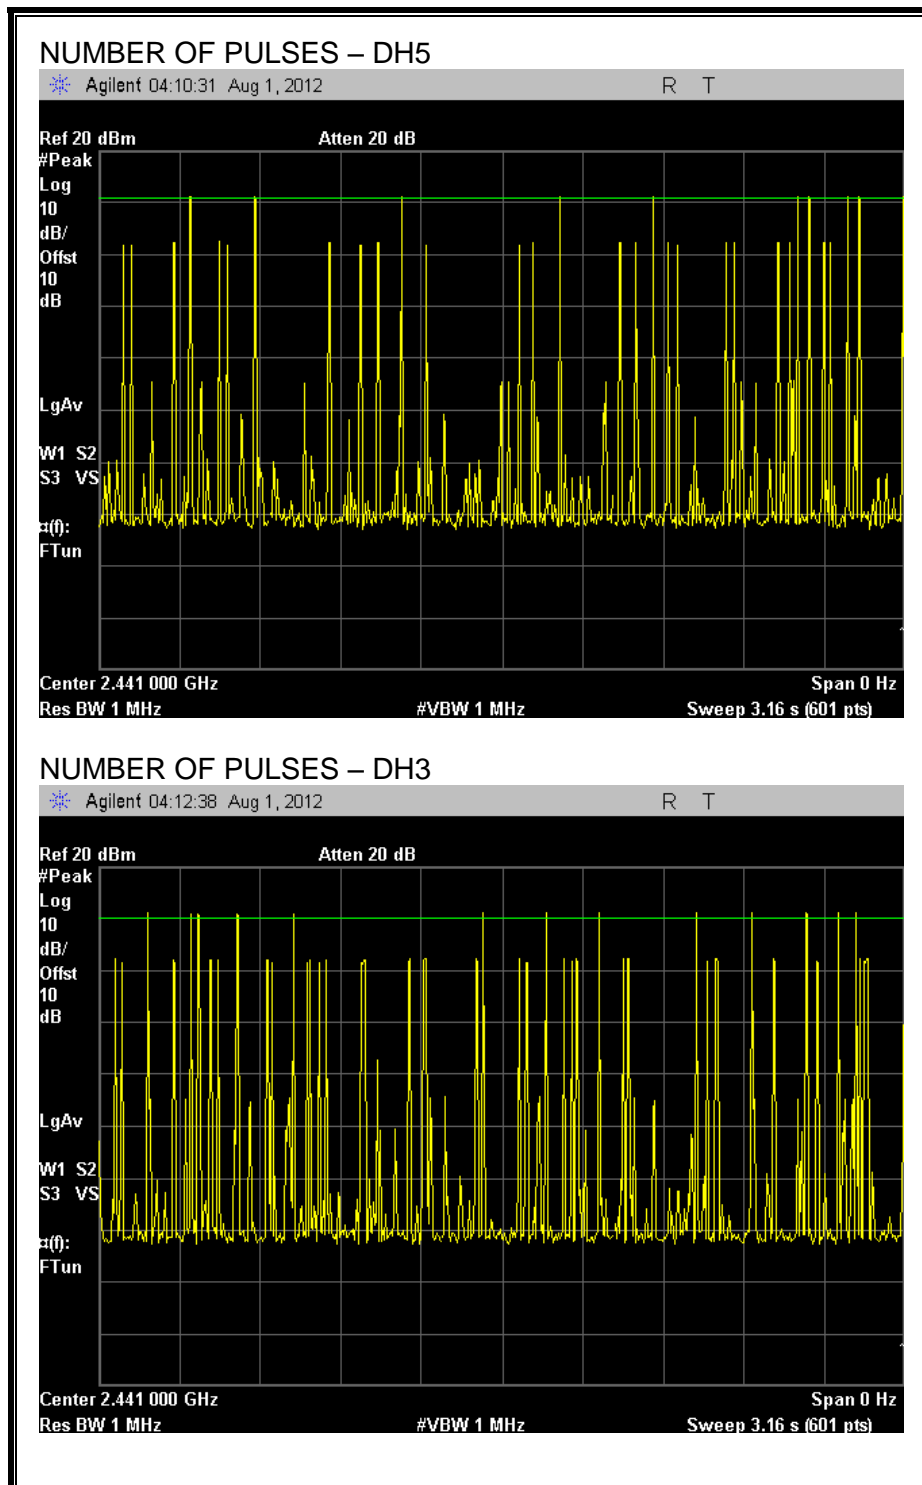 NUMBER OF PULSES – DH5
Agilent 04:10:31 Aug 1, 2012 R T
Ref 20 dBm Atten 20 dB
#Peak
Log
10
dB/
Offst
10
dB
LgAv
W1 S2
S3 VS
¤(f):
FTun
Center 2.441 000 GHz Span 0 Hz
Res BW 1 MHz #VBW 1 MHz Sweep 3.16 s (601 pts)
NUMBER OF PULSES – DH3
Agilent 04:12:38 Aug 1, 2012 R T
Ref 20 dBm Atten 20 dB
#Peak
Log
10
dB/
Offst
10
dB
LgAv
W1 S2
S3 VS
¤(f):
FTun
Center 2.441 000 GHz Span 0 Hz
Res BW 1 MHz #VBW 1 MHz Sweep 3.16 s (601 pts)